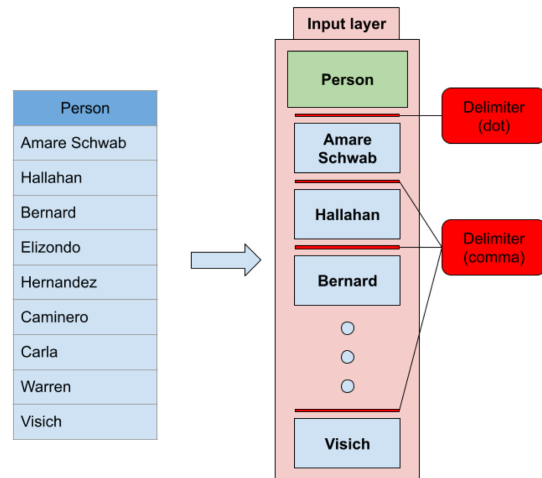 Person
Amare Schwab
Hallahan
Bernard
Elizondo
Hernandez
Caminero
Carla
Warren
Visich
Input layer
Person
Amare
Schwab
Hallahan
Bernard
Visich
Delimiter
(dot)
Delimiter
(comma)